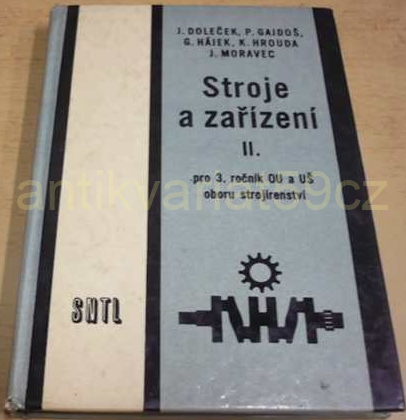 J. DOLEČEK, P. GAJDOŠ,
G. HÁJEK, K. HROUDA
J. MORAVEC
Stroje
a zařízení
II.
pro 3. ročník OU a UŠ
antikvariat69cz
oboru strojírenství
SNTL